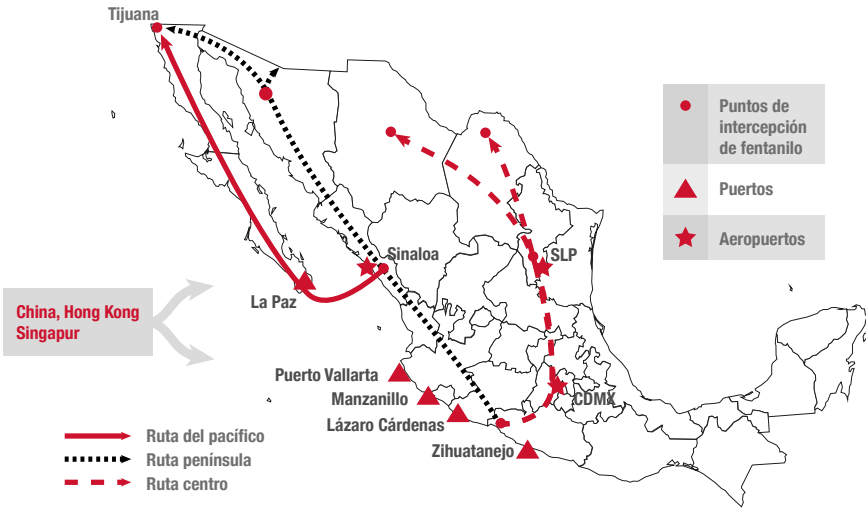 Tijuana
Puntos de
intercepción
de fentanilo
Puertos
Aeropuertos
Sinaloa
SLP
La Paz
China, Hong Kong
Singapur
Puerto Vallarta
Manzanillo
CDMX
Lázaro Cárdenas
Zihuatanejo
Ruta del pacífico
Ruta península
Ruta centro